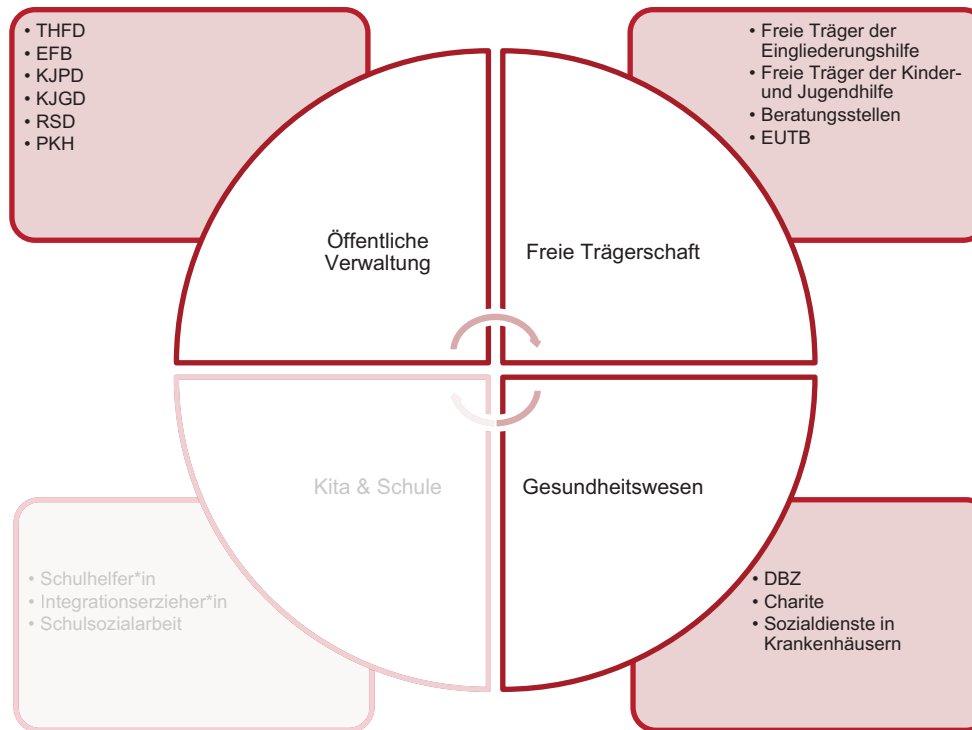 • THFD
• EFB
• KJPD
• KJGD
• RSD
• PKH
• Freie Träger der
Eingliederungshilfe
• Freie Träger der Kinder-
und Jugendhilfe
• Beratungsstellen
• EUTB
Öffentliche
Verwaltung
Freie Trägerschaft
Kita & Schule
Gesundheitswesen
• Schulhelfer*in
• Integrationserzieher*in
• Schulsozialarbeit
• DBZ
• Charite
• Sozialdienste in
Krankenhäusern